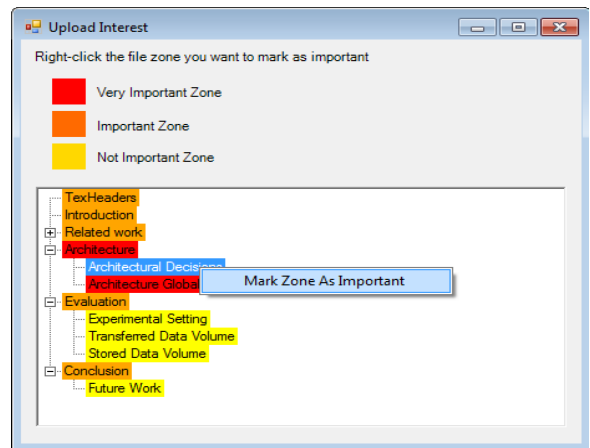 Upload Interest
Right-click the file zone you want to mark as important
Very Important Zone
Important Zone
Not Important Zone
TexHeaders
Introduction
Related work
Architecture
Architectural Decisions
Architecture Global
Mark Zone As Important
Evaluation
Experimental Setting
Transferred Data Volume
Stored Data Volume
Conclusion
Future Work